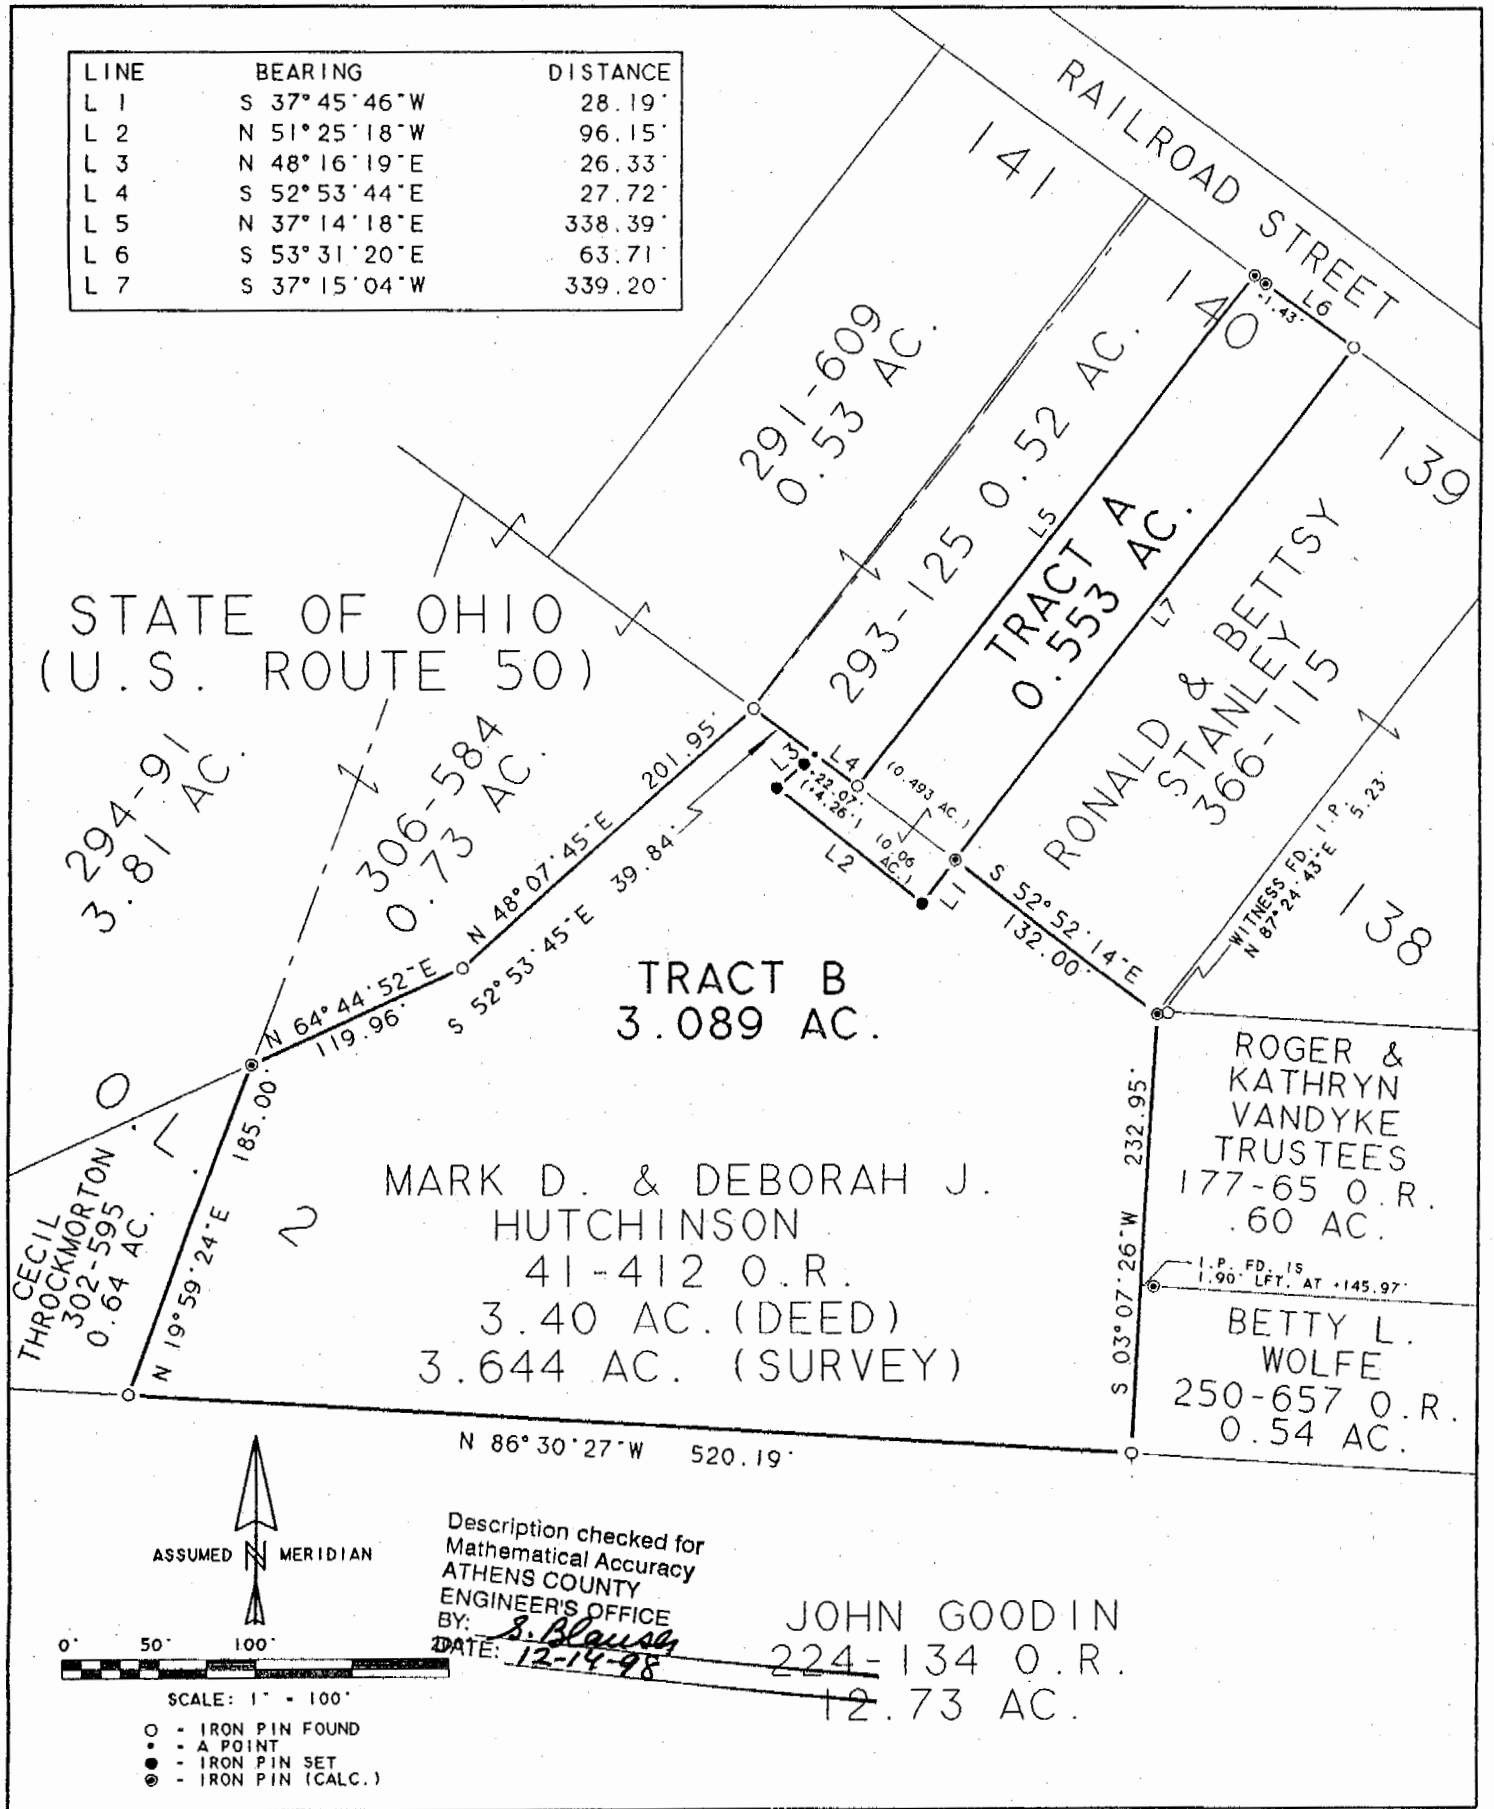 LINE BEARING DISTANCE
L 1 S 37°45'46"W 28.19'
L 2 N 51°25'18"W 96.15'
L 3 N 48°16'19"E 26.33'
L 4 S 52°53'44"E 27.72'
L 5 N 37°14'18"E 338.39'
L 6 S 53°31'20"E 63.71'
L 7 S 37°15'04"W 339.20'
RAILROAD STREET
141
140
139
138
L6
1.43'
291-609
0.53 AC.
293-125 0.52 AC.
L5
TRACT A
0.553 AC.
L7
RONALD & BETTSY
STANLEY
366-115
WITNESS FD. I.P.
N 87°24'43"E 5.23'
STATE OF OHIO
(U.S. ROUTE 50)
294-91
3.81 AC.
306-584
0.73 AC.
N 48°07'45"E 201.95'
S 52°53'45"E 39.84'
L3
L4
22.07'
(+4.26')
(0.493 AC.)
(0.06
AC.)
L2
L1
S 52°52'14"E
132.00'
N 64°44'52"E
119.96'
TRACT B
3.089 AC.
O.L.
2
N 19°59'24"E 185.00'
CECIL
THROCKMORTON
302-595
0.64 AC.
MARK D. & DEBORAH J.
HUTCHINSON
41-412 O.R.
3.40 AC. (DEED)
3.644 AC. (SURVEY)
S 03°07'26"W 232.95'
ROGER &
KATHRYN
VANDYKE
TRUSTEES
177-65 O.R.
.60 AC.
I.P. FD. IS
1.90' LFT. AT +145.97'
BETTY L.
WOLFE
250-657 O.R.
0.54 AC.
N 86°30'27"W 520.19'
ASSUMED N MERIDIAN
Description checked for
Mathematical Accuracy
ATHENS COUNTY
ENGINEER'S OFFICE
BY: S. Blauser
DATE: 12-14-98
JOHN GOODIN
224-134 O.R.
12.73 AC.
0' 50' 100' 200'
SCALE: 1" = 100'
○ - IRON PIN FOUND
• - A POINT
● - IRON PIN SET
◉ - IRON PIN (CALC.)